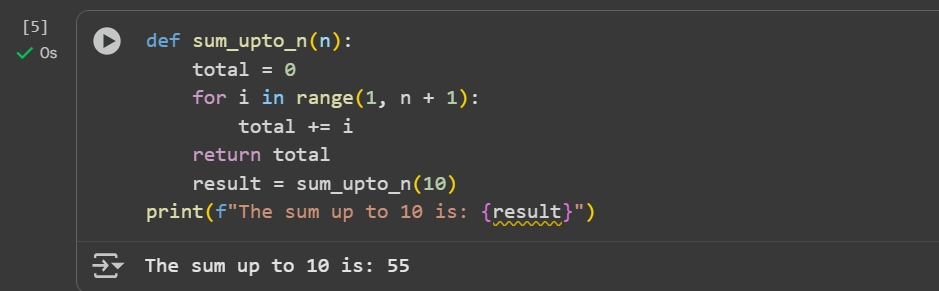 [5]
0s
def sum_upto_n(n):
    total = 0
    for i in range(1, n + 1):
        total += i
    return total
    result = sum_upto_n(10)
print(f"The sum up to 10 is: {result}")
The sum up to 10 is: 55